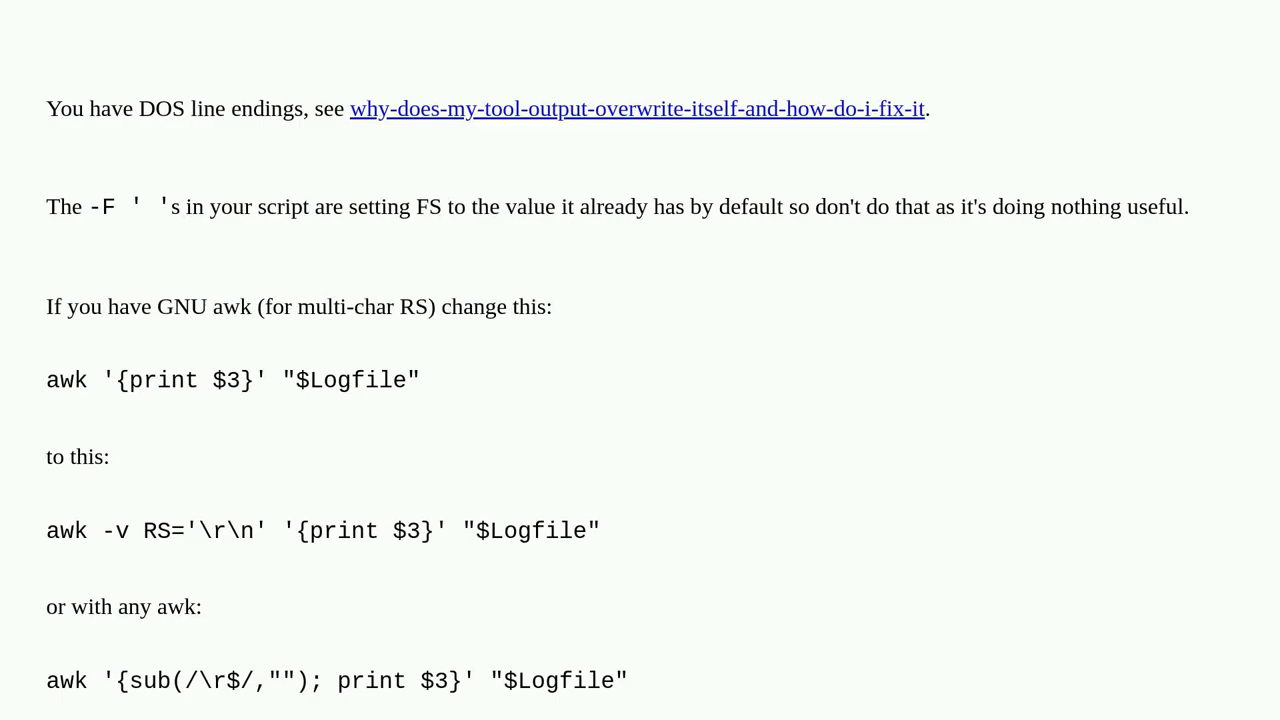 You have DOS line endings, see why-does-my-tool-output-overwrite-itself-and-how-do-i-fix-it.
The -F ' 's in your script are setting FS to the value it already has by default so don't do that as it's doing nothing useful.
If you have GNU awk (for multi-char RS) change this:
awk '{print $3}' "$Logfile"
to this:
awk -v RS='\r\n' '{print $3}' "$Logfile"
or with any awk:
awk '{sub(/\r$/,""); print $3}' "$Logfile"